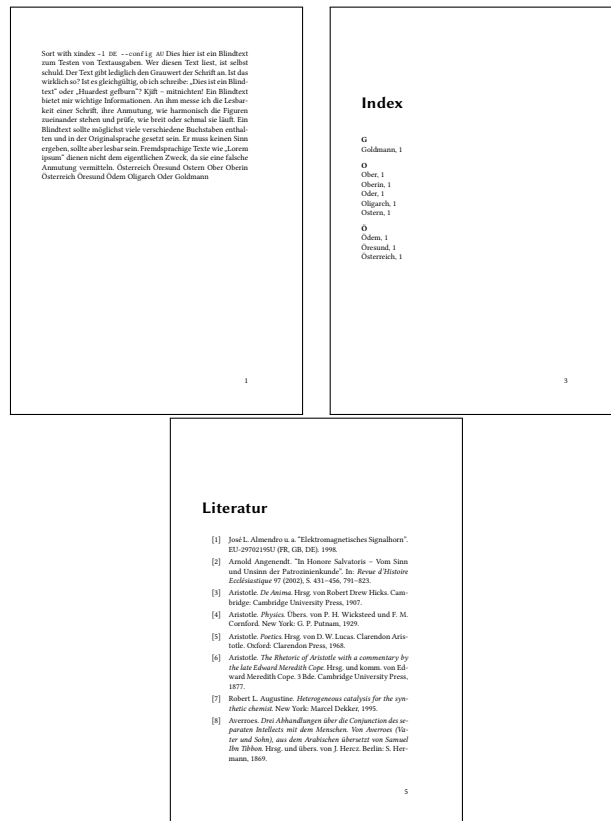 Sort with xindex -l DE --config AU Dies hier ist ein Blindtext
zum Testen von Textausgaben. Wer diesen Text liest, ist selbst
schuld. Der Text gibt lediglich den Grauwert der Schrift an. Ist das
wirklich so? Ist es gleichgültig, ob ich schreibe: „Dies ist ein Blind-
text“ oder „Huardest gefburn“? Kjift – mitnichten! Ein Blindtext
bietet mir wichtige Informationen. An ihm messe ich die Lesbar-
keit einer Schrift, ihre Anmutung, wie harmonisch die Figuren
zueinander stehen und prüfe, wie breit oder schmal sie läuft. Ein
Blindtext sollte möglichst viele verschiedene Buchstaben enthal-
ten und in der Originalsprache gesetzt sein. Er muss keinen Sinn
ergeben, sollte aber lesbar sein. Fremdsprachige Texte wie „Lorem
ipsum“ dienen nicht dem eigentlichen Zweck, da sie eine falsche
Anmutung vermitteln. Österreich Öresund Ostern Ober Oberin
Österreich Öresund Ödem Oligarch Oder Goldmann
1
Index
G
Goldmann, 1
O
Ober, 1
Oberin, 1
Oder, 1
Oligarch, 1
Ostern, 1
Ö
Ödem, 1
Öresund, 1
Österreich, 1
3
Literatur
[1] José L. Almendro u. a. “Elektromagnetisches Signalhorn”.
EU-29702195U (FR, GB, DE). 1998.
[2] Arnold Angenendt. “In Honore Salvatoris – Vom Sinn
und Unsinn der Patrozinienkunde”. In: Revue d’Histoire
Ecclésiastique 97 (2002), S. 431–456, 791–823.
[3] Aristotle. De Anima. Hrsg. von Robert Drew Hicks. Cam-
bridge: Cambridge University Press, 1907.
[4] Aristotle. Physics. Übers. von P. H. Wicksteed und F. M.
Cornford. New York: G. P. Putnam, 1929.
[5] Aristotle. Poetics. Hrsg. von D. W. Lucas. Clarendon Aris-
totle. Oxford: Clarendon Press, 1968.
[6] Aristotle. The Rhetoric of Aristotle with a commentary by
the late Edward Meredith Cope. Hrsg. und komm. von Ed-
ward Meredith Cope. 3 Bde. Cambridge University Press,
1877.
[7] Robert L. Augustine. Heterogeneous catalysis for the syn-
thetic chemist. New York: Marcel Dekker, 1995.
[8] Averroes. Drei Abhandlungen über die Conjunction des se-
paraten Intellects mit dem Menschen. Von Averroes (Va-
ter und Sohn), aus dem Arabischen übersetzt von Samuel
Ibn Tibbon. Hrsg. und übers. von J. Hercz. Berlin: S. Her-
mann, 1869.
5